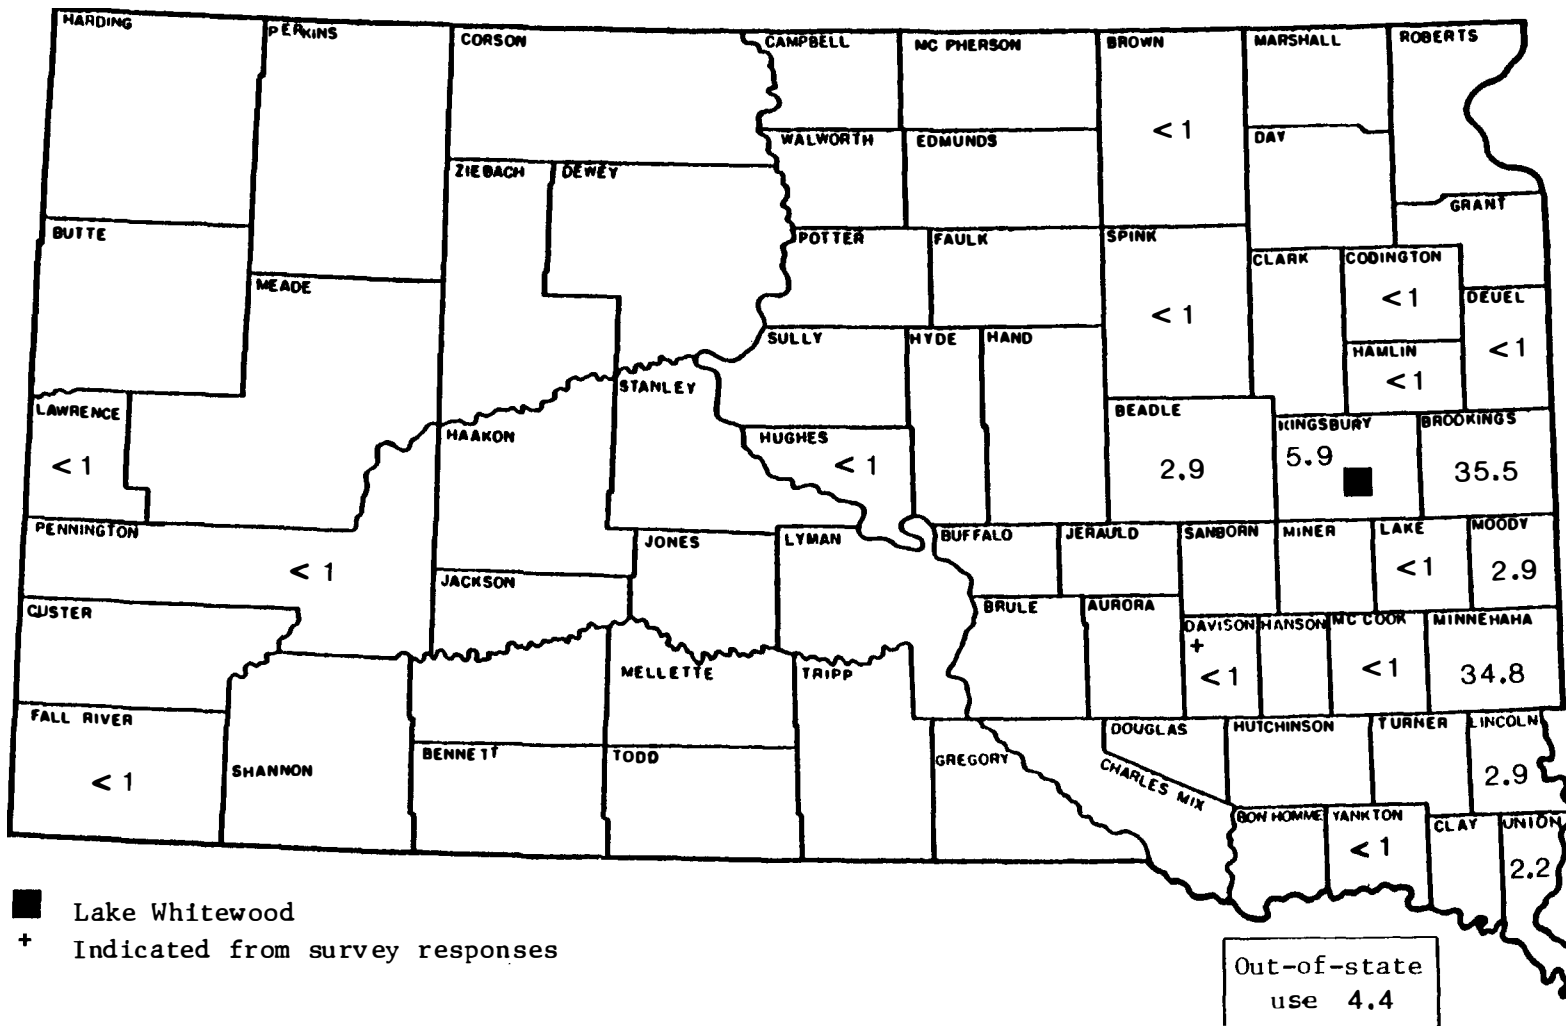 HARDING
PERKINS
CORSON
CAMPBELL
MC PHERSON
BROWN
<1
MARSHALL
ROBERTS
WALWORTH
EDMUNDS
DAY
ZIEBACH
DEWEY
GRANT
BUTTE
POTTER
FAULK
SPINK
<1
CLARK
CODINGTON
<1
MEADE
DEUEL
<1
SULLY
HYDE
HAND
HAMLIN
<1
STANLEY
LAWRENCE
<1
HAAKON
HUGHES
<1
BEADLE
2.9
KINGSBURY
5.9
BROOKINGS
35.5
PENNINGTON
<1
JONES
LYMAN
BUFFALO
JERAULD
SANBORN
MINER
LAKE
<1
MOODY
2.9
JACKSON
CUSTER
BRULE
AURORA
DAVISON
+
<1
HANSON
MC COOK
<1
MINNEHAHA
34.8
MELLETTE
TRIPP
FALL RIVER
<1
SHANNON
BENNETT
TODD
GREGORY
DOUGLAS
CHARLES MIX
HUTCHINSON
TURNER
LINCOLN
2.9
BON HOMME
YANKTON
<1
CLAY
UNION
2.2
Lake Whitewood
+ Indicated from survey responses
Out-of-state
use 4.4